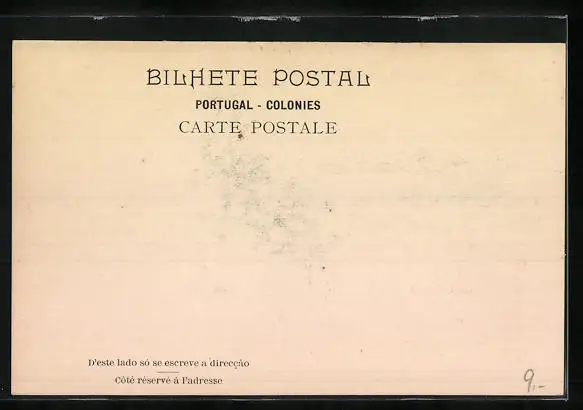 BILHETE POSTAL
PORTUGAL - COLONIES
CARTE POSTALE
D'este lado só se escreve a direcção
Côté réservé á l'adresse
9,-